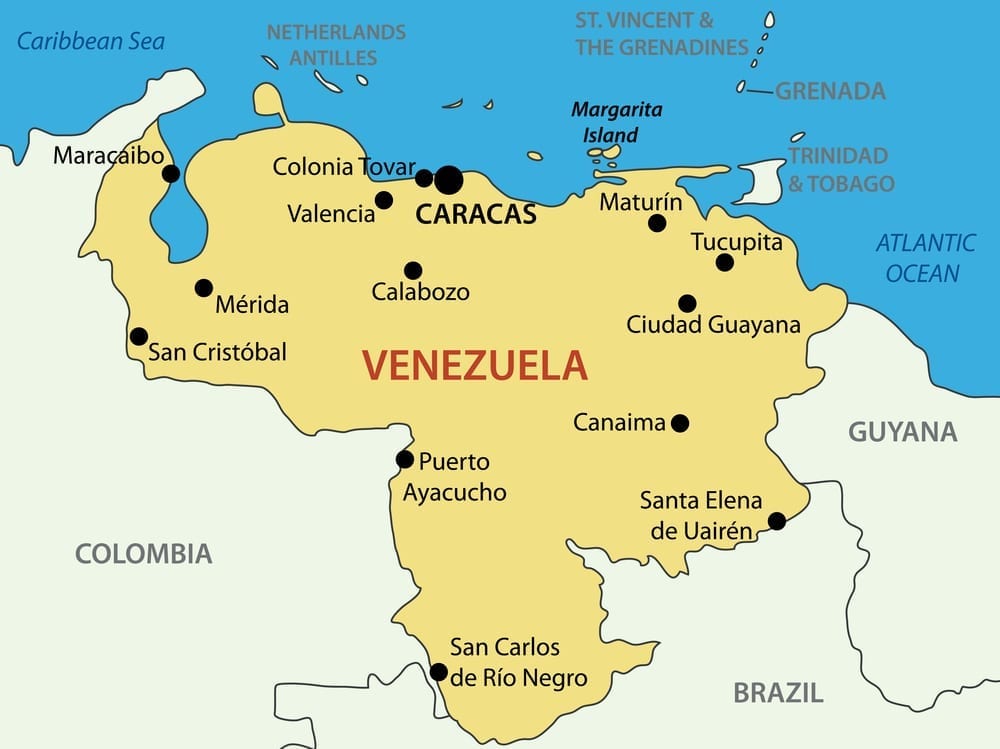 Caribbean Sea
NETHERLANDS
ANTILLES
ST. VINCENT &
THE GRENADINES
GRENADA
Margarita
Island
TRINIDAD
& TOBAGO
ATLANTIC
OCEAN
Maracaibo
Colonia Tovar
Valencia
CARACAS
Maturín
Tucupita
Calabozo
Mérida
Ciudad Guayana
San Cristóbal
VENEZUELA
Canaima
GUYANA
Puerto
Ayacucho
Santa Elena
de Uairén
COLOMBIA
San Carlos
de Río Negro
BRAZIL